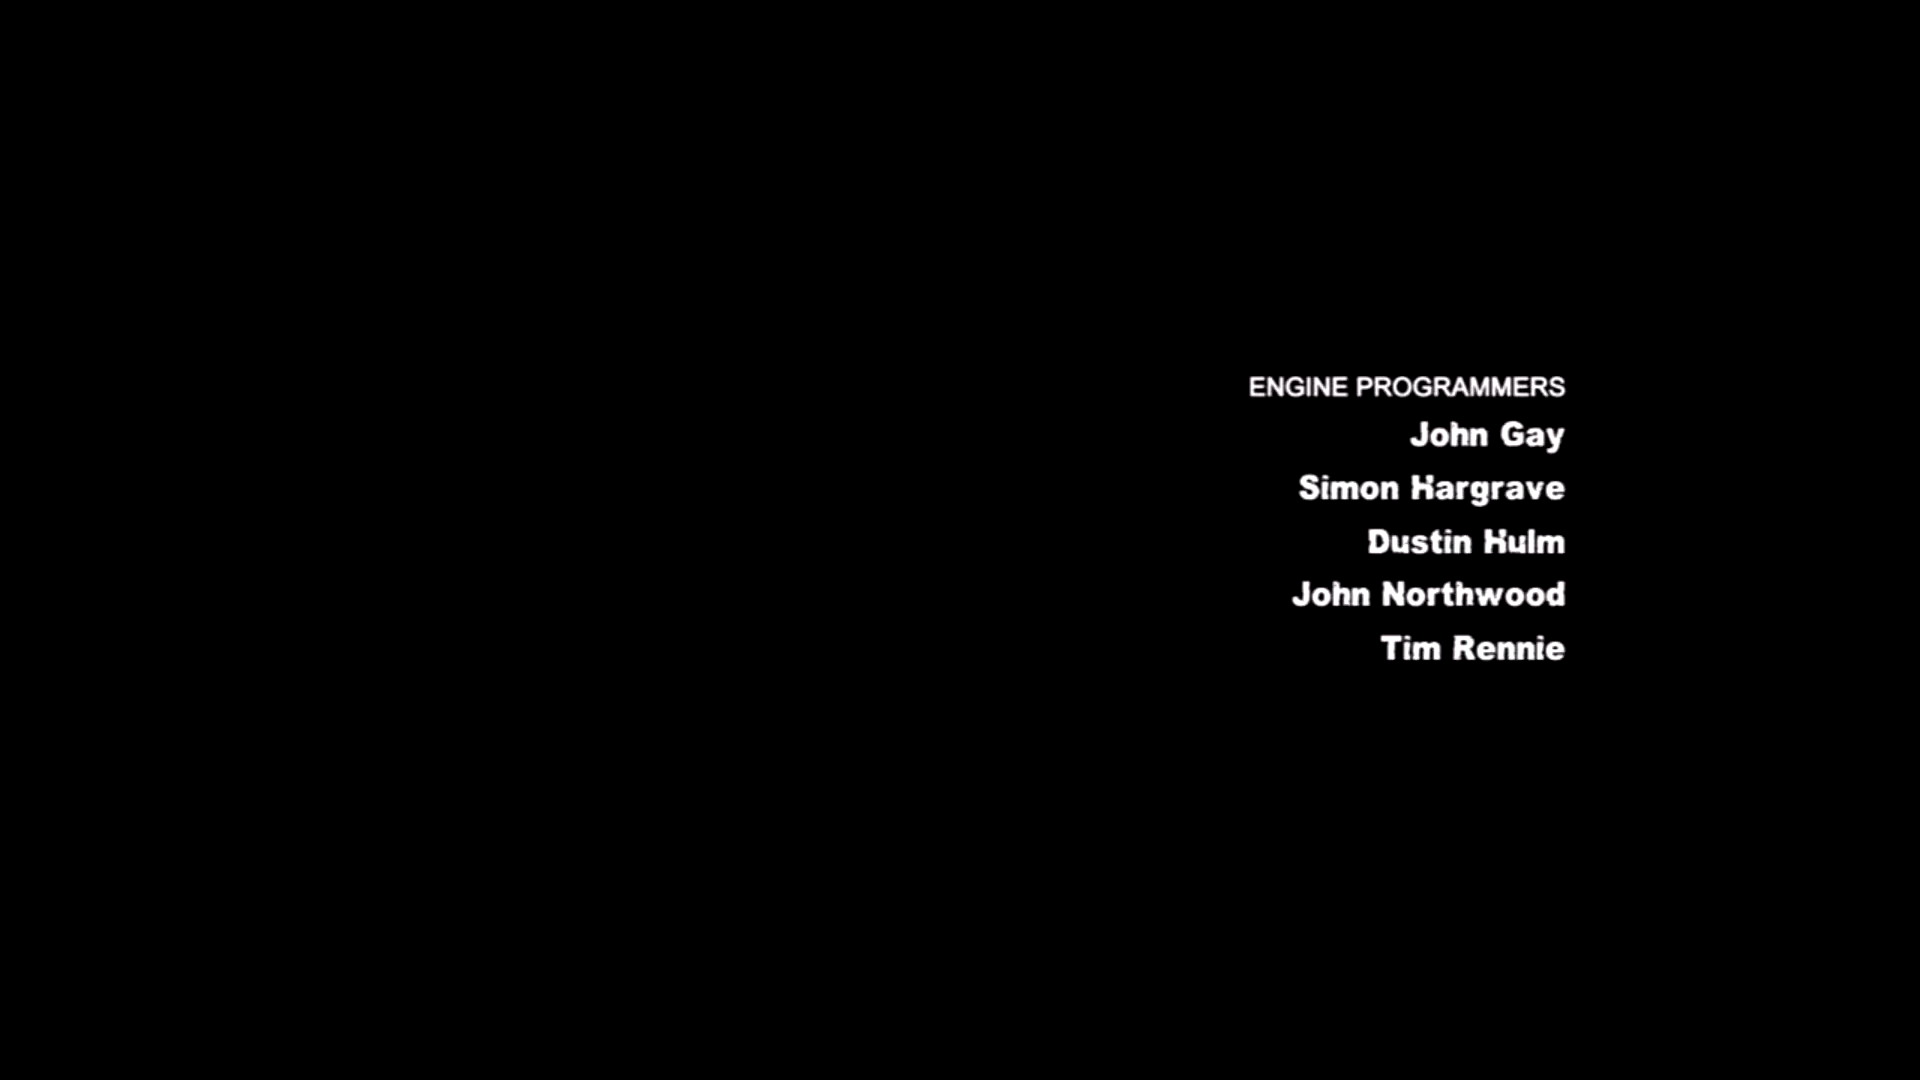 ENGINE PROGRAMMERS
John Gay
Simon Hargrave
Dustin Hulm
John Northwood
Tim Rennie